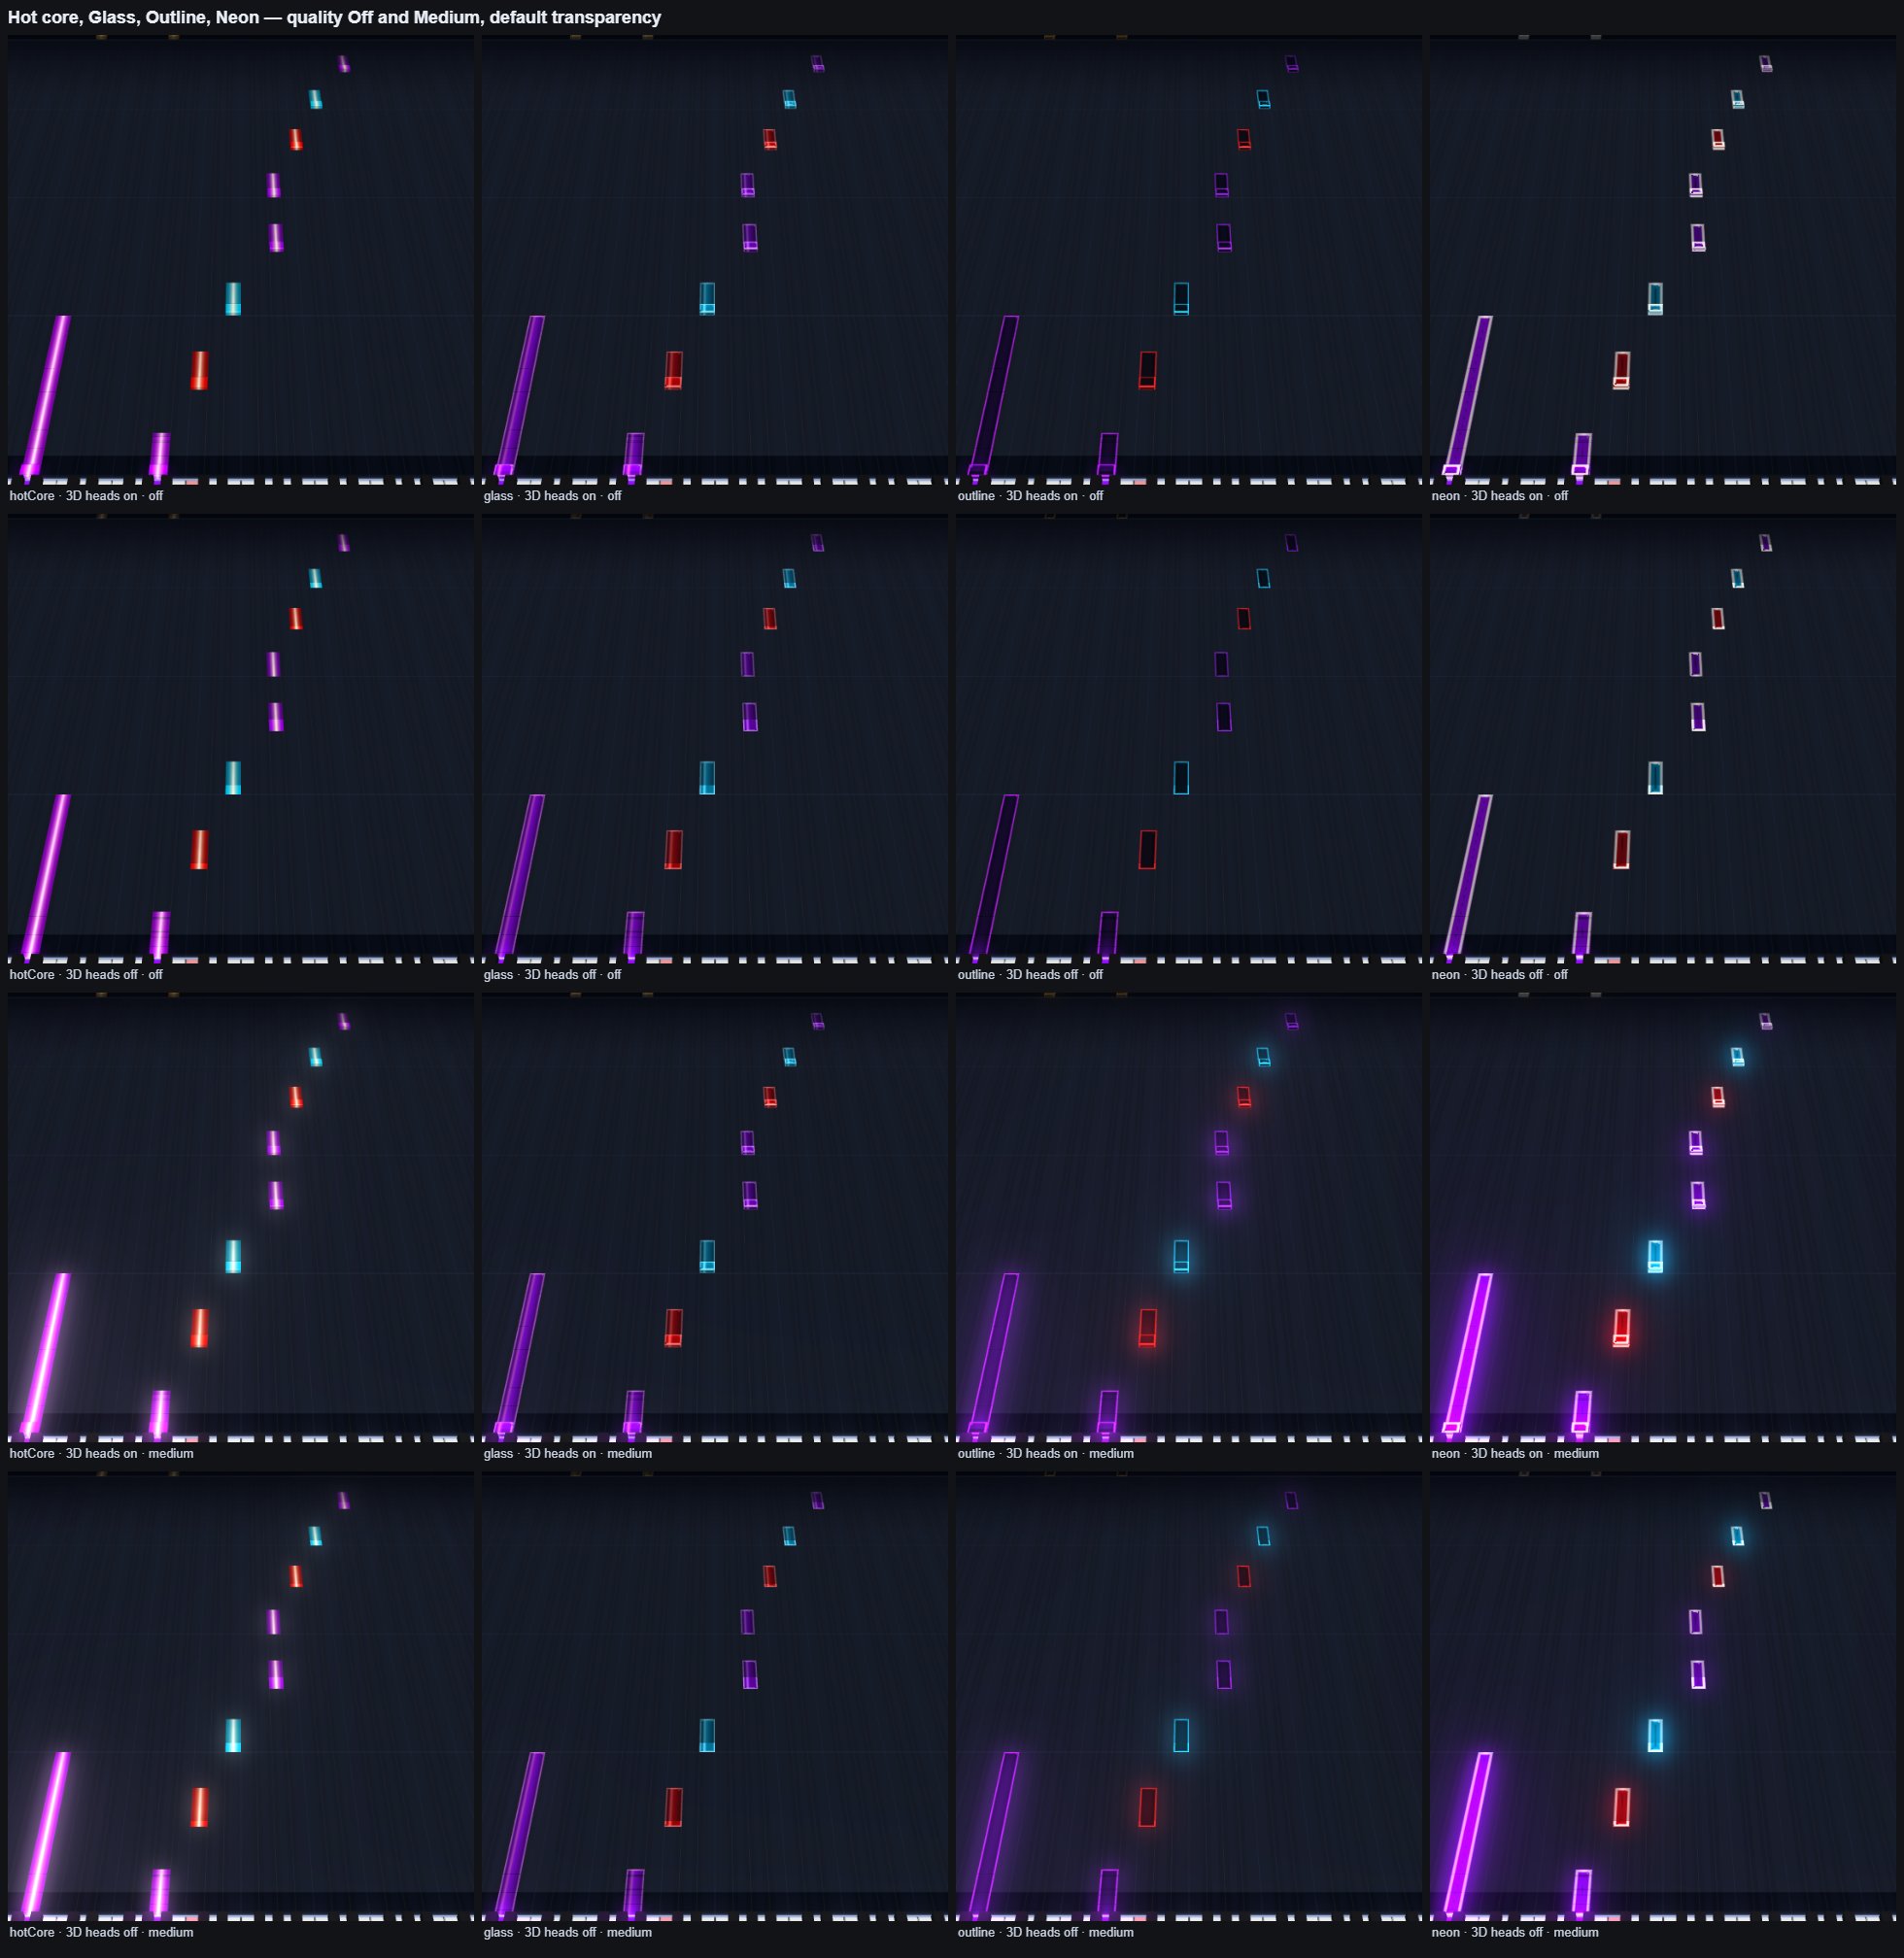 Hot core, Glass, Outline, Neon — quality Off and Medium, default transparency
hotCore · 3D heads on · off
glass · 3D heads on · off
outline · 3D heads on · off
neon · 3D heads on · off
hotCore · 3D heads off · off
glass · 3D heads off · off
outline · 3D heads off · off
neon · 3D heads off · off
hotCore · 3D heads on · medium
glass · 3D heads on · medium
outline · 3D heads on · medium
neon · 3D heads on · medium
hotCore · 3D heads off · medium
glass · 3D heads off · medium
outline · 3D heads off · medium
neon · 3D heads off · medium